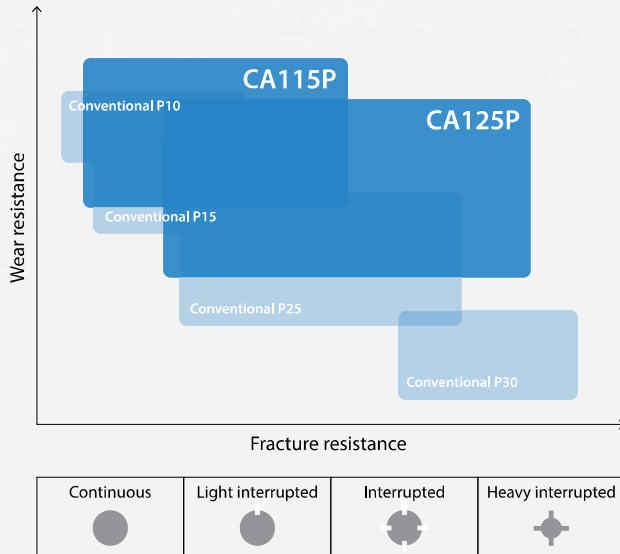 CA115P
Conventional P10
CA125P
Conventional P15
Conventional P25
Conventional P30
Wear resistance
Fracture resistance
Continuous
Light interrupted
Interrupted
Heavy interrupted